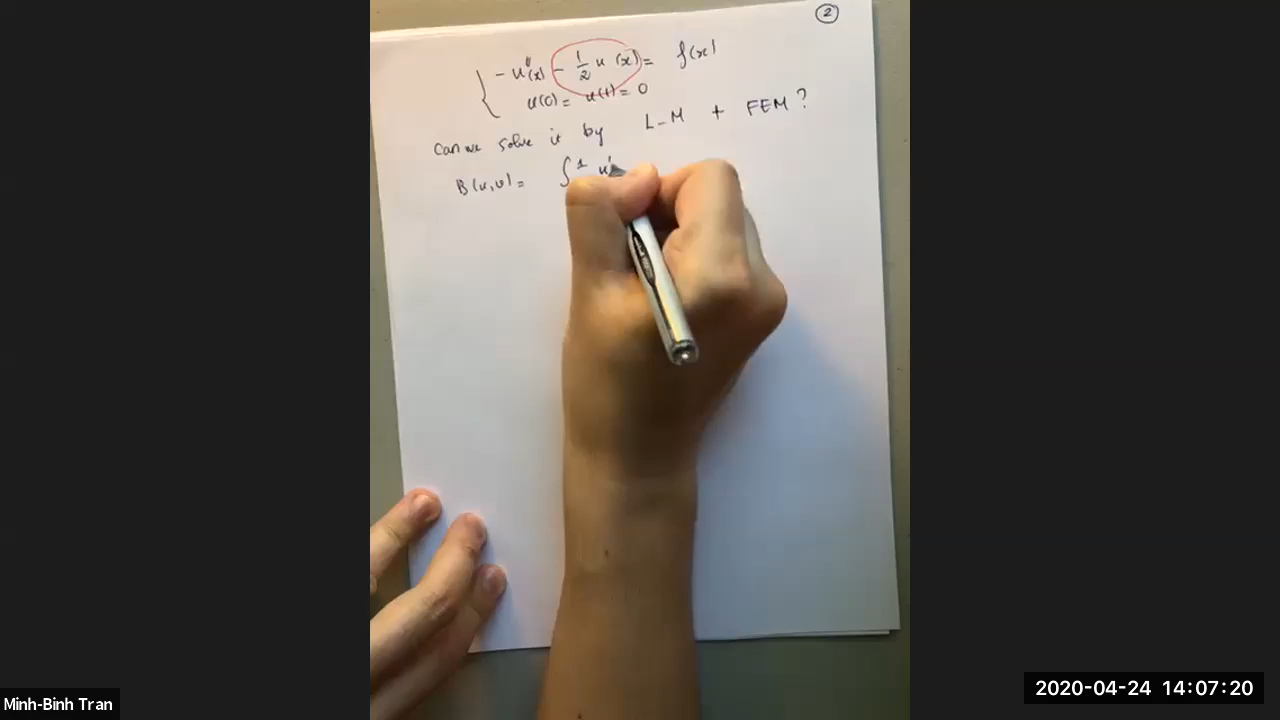 ②
- u''(x) - 1/2 u(x) = f(x)
u(0) = u(1) = 0
Can we solve it by L-M + FEM?
B(u,v) = ∫ 1 u'
Minh-Binh Tran
2020-04-24 14:07:20